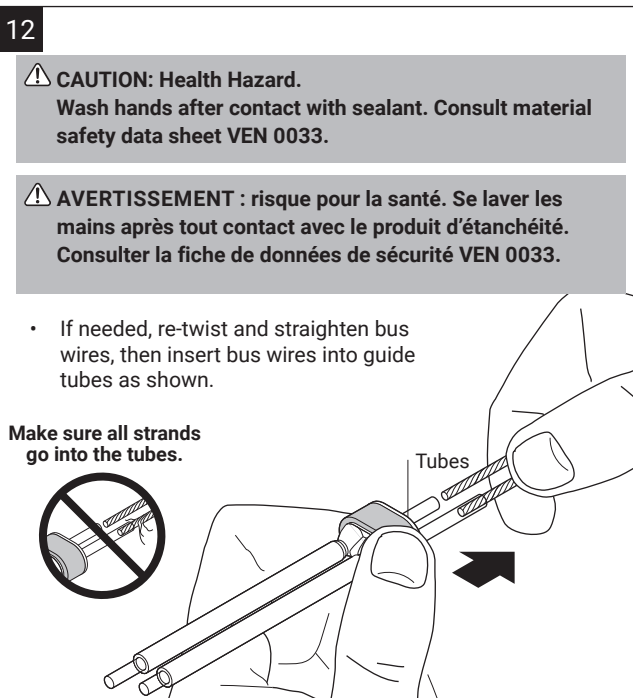 12
⚠ CAUTION: Health Hazard.
Wash hands after contact with sealant. Consult material
safety data sheet VEN 0033.
⚠ AVERTISSEMENT : risque pour la santé. Se laver les
mains après tout contact avec le produit d’étanchéité.
Consulter la fiche de données de sécurité VEN 0033.
• If needed, re-twist and straighten bus
wires, then insert bus wires into guide
tubes as shown.
Make sure all strands
go into the tubes.
Tubes